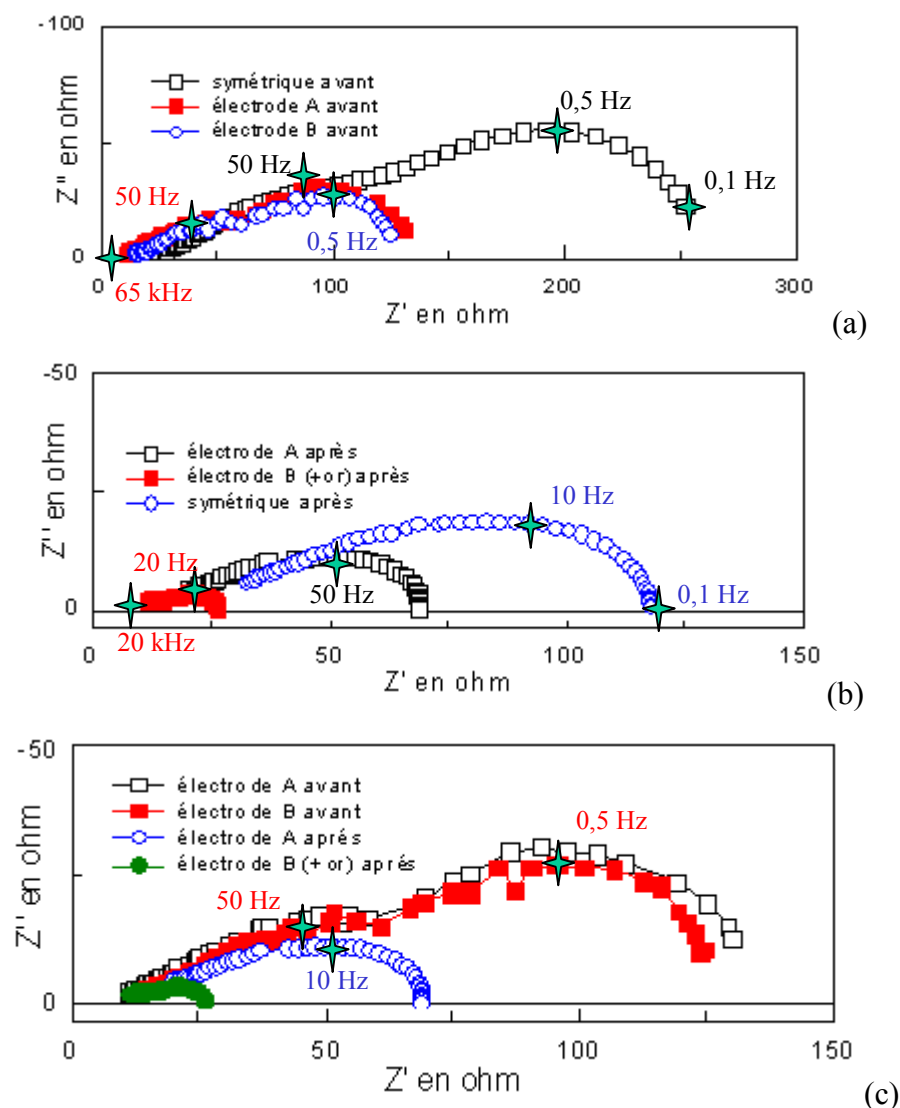 -100
symétrique avant
électrode A avant
électrode B avant
Z" en ohm
0
50 Hz
50 Hz
0,5 Hz
0,5 Hz
0,1 Hz
65 kHz
0
100
200
300
Z' en ohm
(a)
-50
électrode A après
électrode B (+or) après
symétrique après
Z'' en ohm
0
20 Hz
10 Hz
50 Hz
0,1 Hz
20 kHz
0
50
100
150
Z' en ohm
(b)
-50
électrode A avant
électrode B avant
électrode A aprés
électrode B (+or) aprés
Z'' en ohm
0
50 Hz
0,5 Hz
10 Hz
0
50
100
150
Z' en ohm
(c)